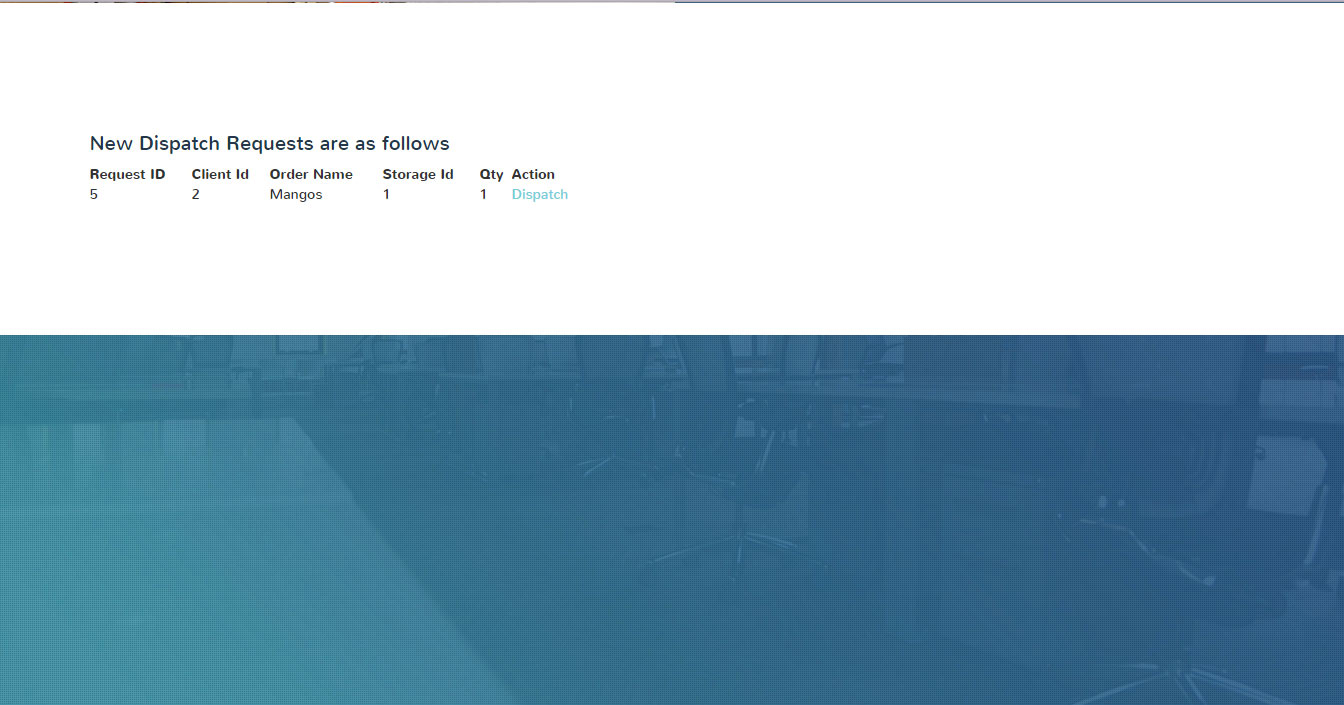 New Dispatch Requests are as follows
Request ID Client Id Order Name Storage Id Qty Action
5 2 Mangos 1 1 Dispatch